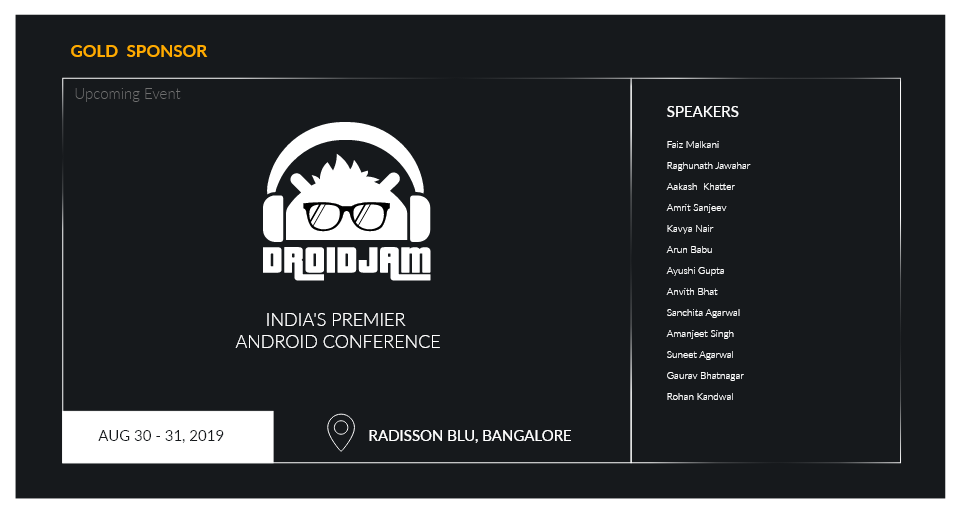 GOLD SPONSOR
Upcoming Event
DROIDJAM
INDIA'S PREMIER
ANDROID CONFERENCE
AUG 30 - 31, 2019
RADISSON BLU, BANGALORE
SPEAKERS
Faiz Malkani
Raghunath Jawahar
Aakash Khatter
Amrit Sanjeev
Kavya Nair
Arun Babu
Ayushi Gupta
Anvith Bhat
Sanchita Agarwal
Amanjeet Singh
Suneet Agarwal
Gaurav Bhatnagar
Rohan Kandwal